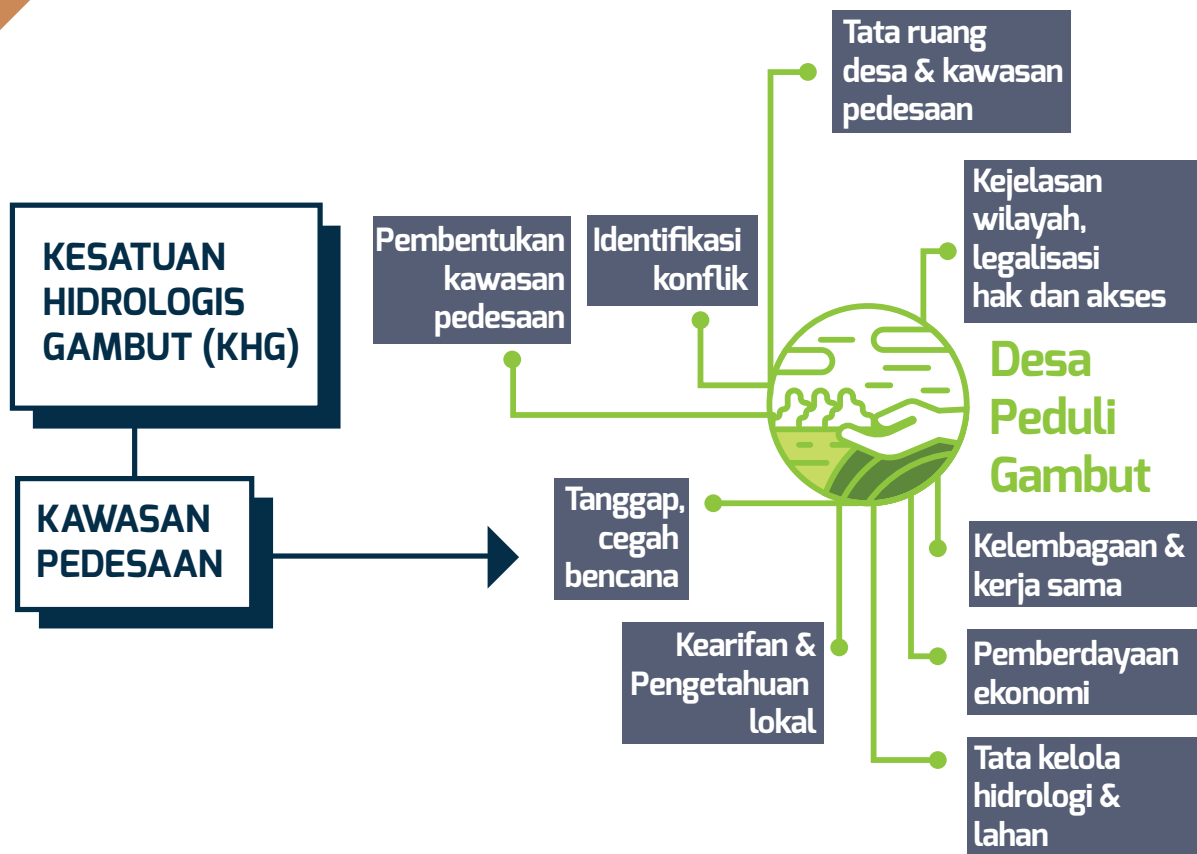 KESATUAN
HIDROLOGIS
GAMBUT (KHG)
KAWASAN
PEDESAAN
Pembentukan
kawasan
pedesaan
Identifikasi
konflik
Tata ruang
desa & kawasan
pedesaan
Kejelasan
wilayah,
legalisasi
hak dan akses
Desa
Peduli
Gambut
Tanggap,
cegah
bencana
Kearifan &
Pengetahuan
lokal
Kelembagaan &
kerja sama
Pemberdayaan
ekonomi
Tata kelola
hidrologi &
lahan